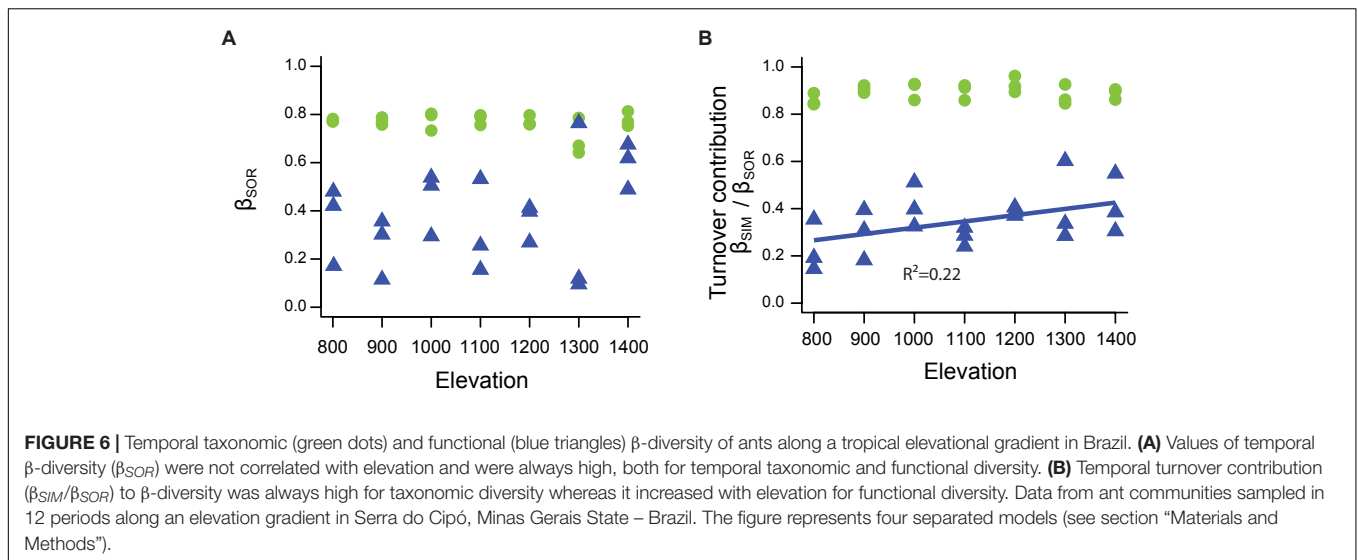 A
B
1.0
0.8
0.6
0.4
0.2
0.0
βSOR
800 900 1000 1100 1200 1300 1400
Elevation
1.0
0.8
0.6
0.4
0.2
0.0
Turnover contribution
βSIM / βSOR
R²=0.22
800 900 1000 1100 1200 1300 1400
Elevation
FIGURE 6 | Temporal taxonomic (green dots) and functional (blue triangles) β-diversity of ants along a tropical elevational gradient in Brazil. (A) Values of temporal
β-diversity (βSOR) were not correlated with elevation and were always high, both for temporal taxonomic and functional diversity. (B) Temporal turnover contribution
(βSIM/βSOR) to β-diversity was always high for taxonomic diversity whereas it increased with elevation for functional diversity. Data from ant communities sampled in
12 periods along an elevation gradient in Serra do Cipó, Minas Gerais State – Brazil. The figure represents four separated models (see section “Materials and
Methods”).